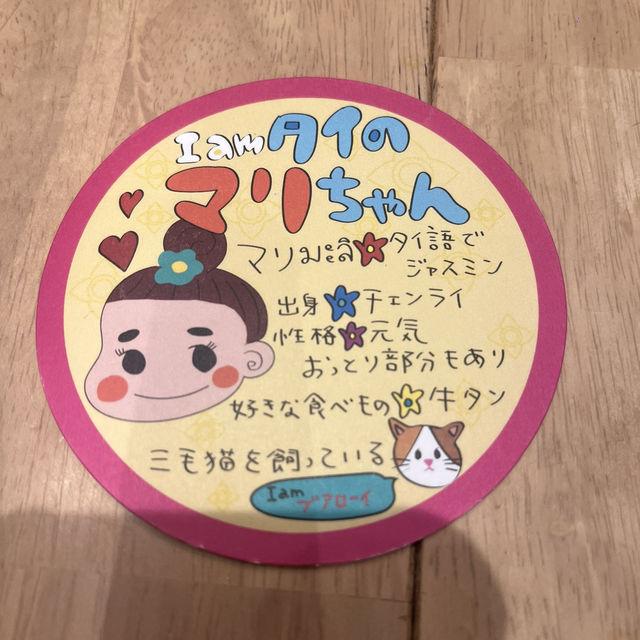 I am タイの
マリちゃん
マリ มะลิ タイ語で
ジャスミン
出身 チェンライ
性格 元気
おっとり部分もあり
好きな食べもの 牛タン
三毛猫を飼っている
I am
ブアローイ